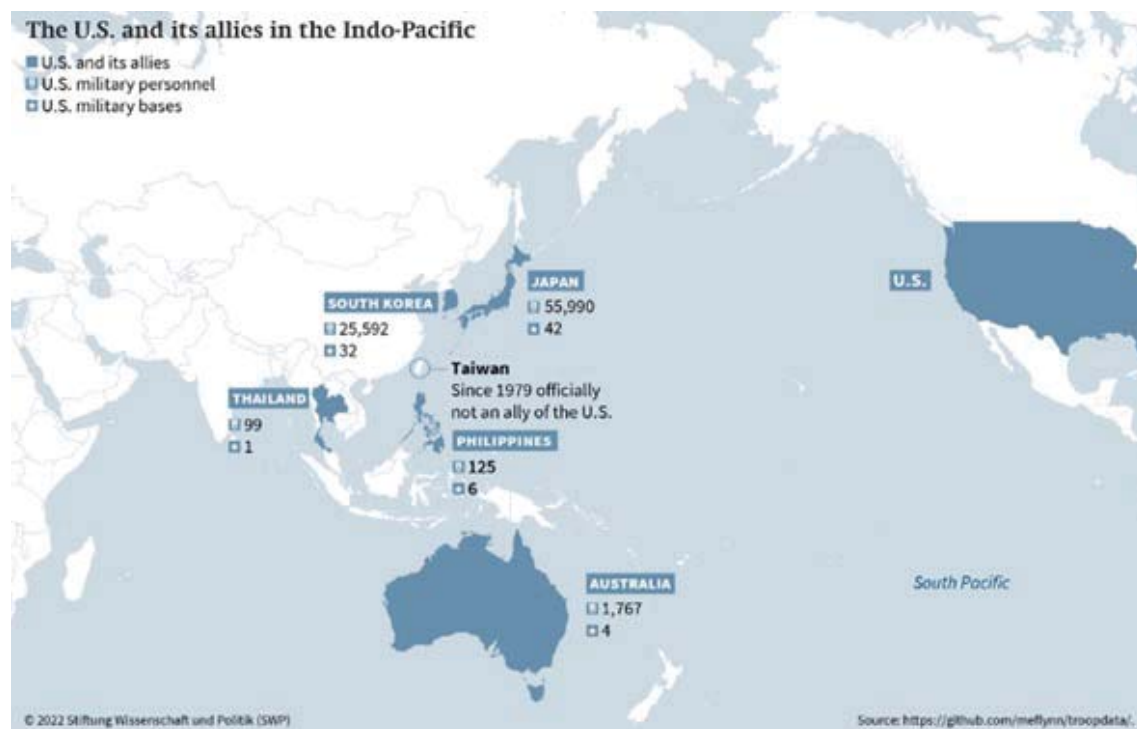 The U.S. and its allies in the Indo-Pacific
U.S. and its allies
U.S. military personnel
U.S. military bases
JAPAN
55,990
42
U.S.
SOUTH KOREA
25,592
32
Taiwan
Since 1979 officially
not an ally of the U.S.
THAILAND
99
1
PHILIPPINES
125
6
AUSTRALIA
1,767
4
South Pacific
© 2022 Stiftung Wissenschaft und Politik (SWP)
Source: https://github.com/meflynn/troopdata/.